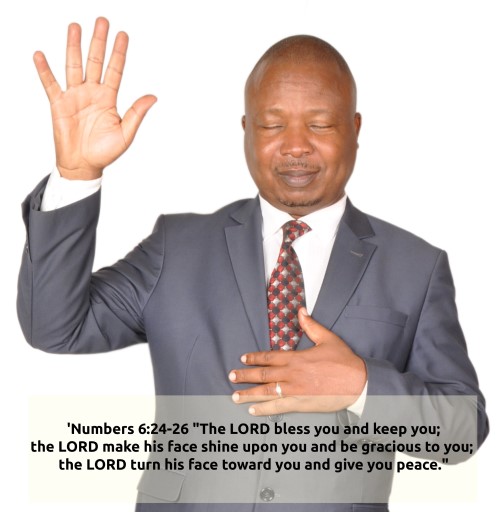 'Numbers 6:24-26 "The LORD bless you and keep you;
the LORD make his face shine upon you and be gracious to you;
the LORD turn his face toward you and give you peace."